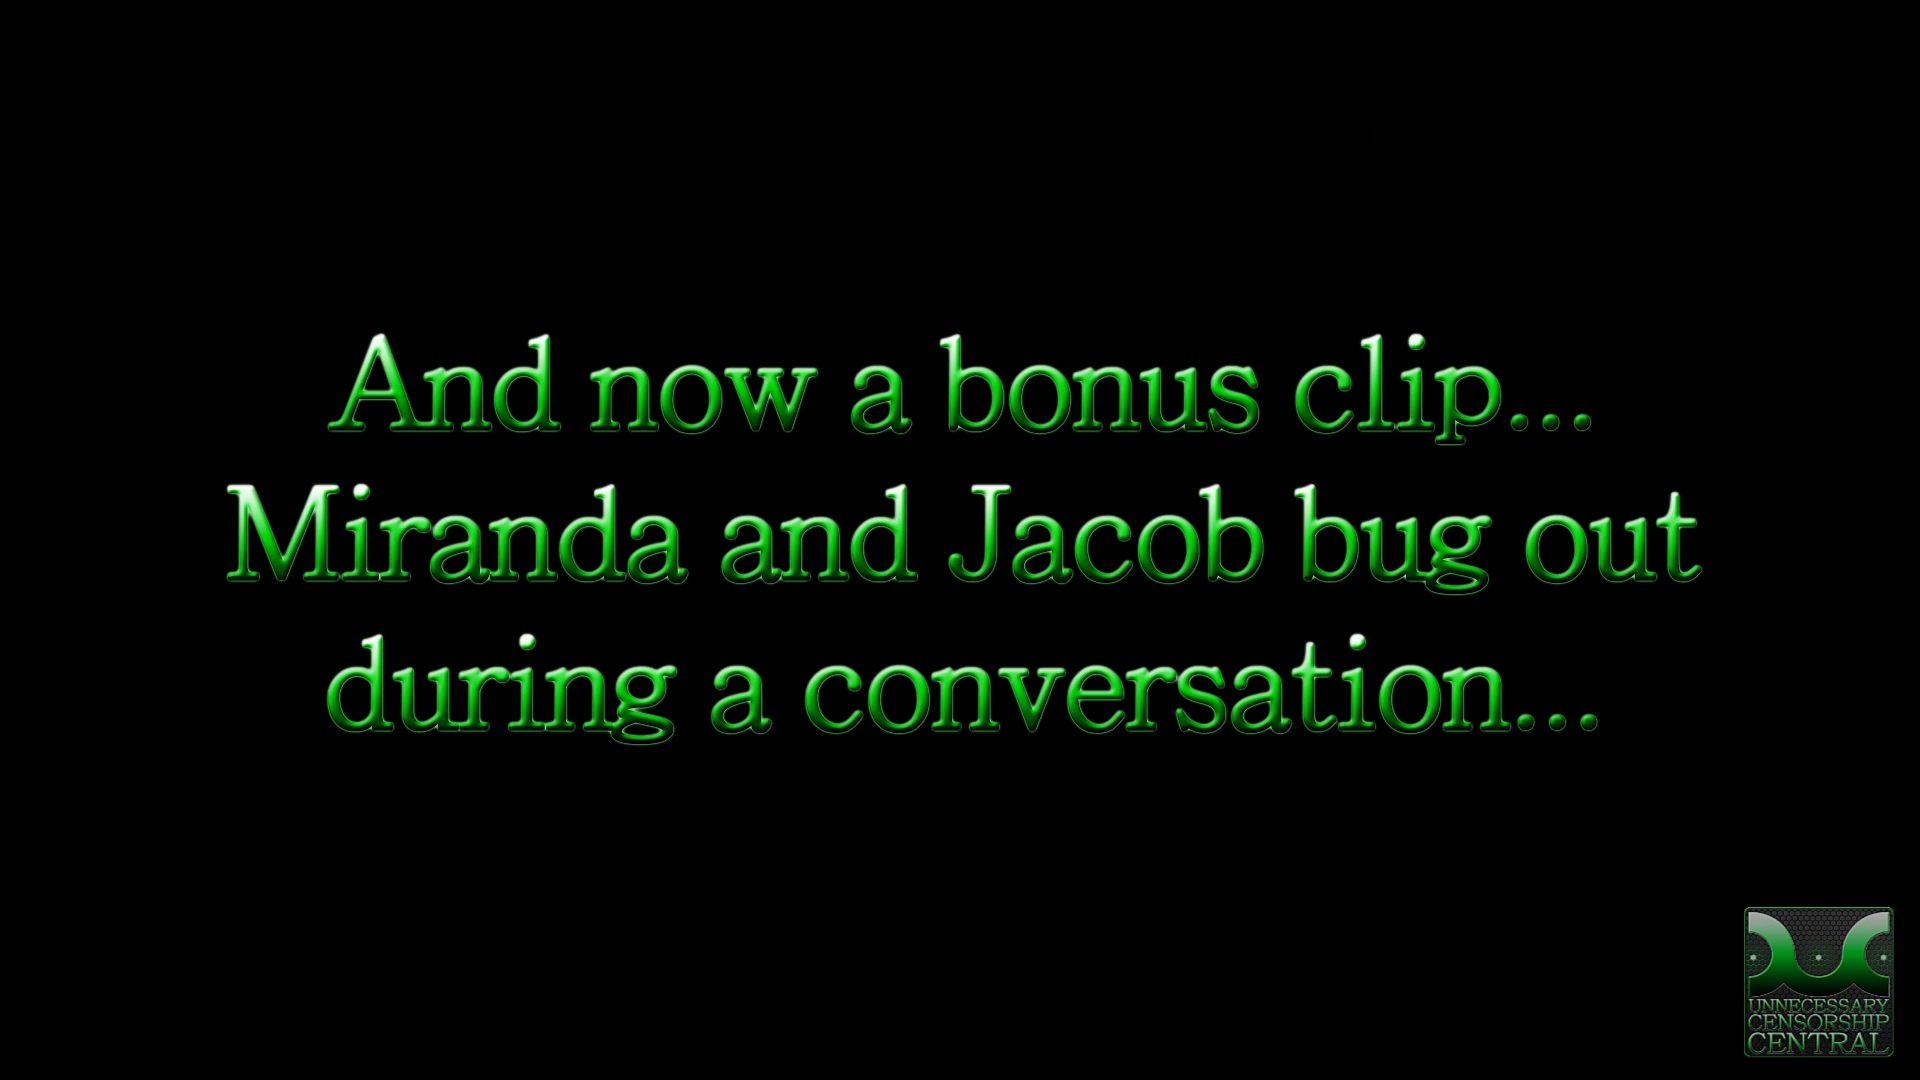 And now a bonus clip...
Miranda and Jacob bug out
during a conversation...
UNNECESSARY
CENSORSHIP
CENTRAL